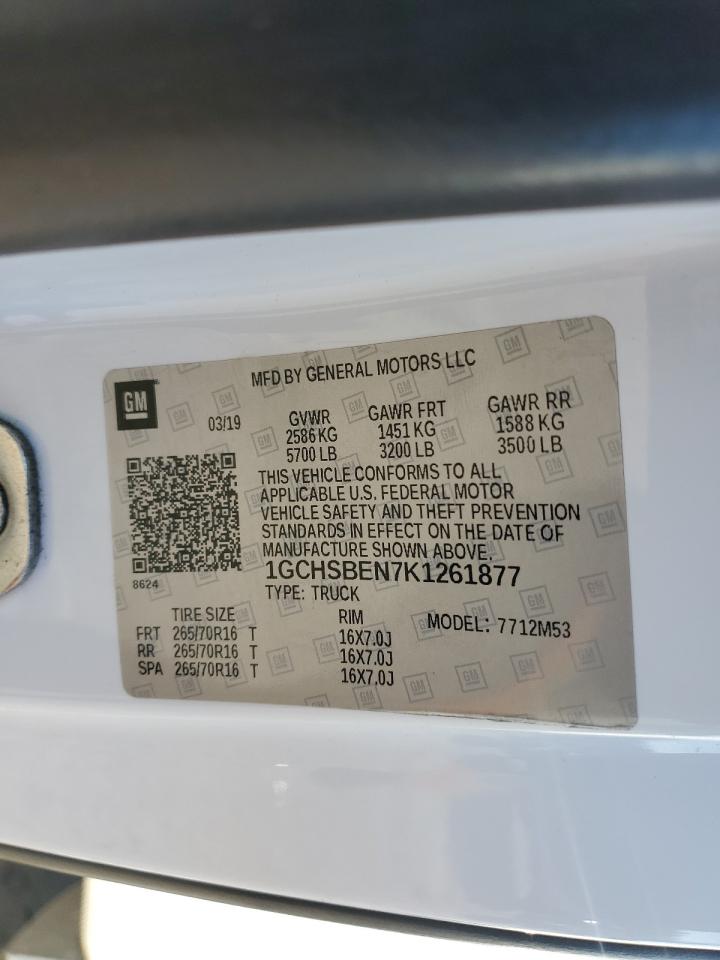 MFD BY GENERAL MOTORS LLC
GM
03/19
GVWR GAWR FRT GAWR RR
2586 KG 1451 KG 1588 KG
5700 LB 3200 LB 3500 LB
THIS VEHICLE CONFORMS TO ALL
APPLICABLE U.S. FEDERAL MOTOR
VEHICLE SAFETY AND THEFT PREVENTION
STANDARDS IN EFFECT ON THE DATE OF
MANUFACTURE SHOWN ABOVE.
8624
1GCHSBEN7K1261877
TYPE: TRUCK
TIRE SIZE RIM MODEL: 7712M53
FRT 265/70R16 T 16X7.0J
RR 265/70R16 T 16X7.0J
SPA 265/70R16 T 16X7.0J